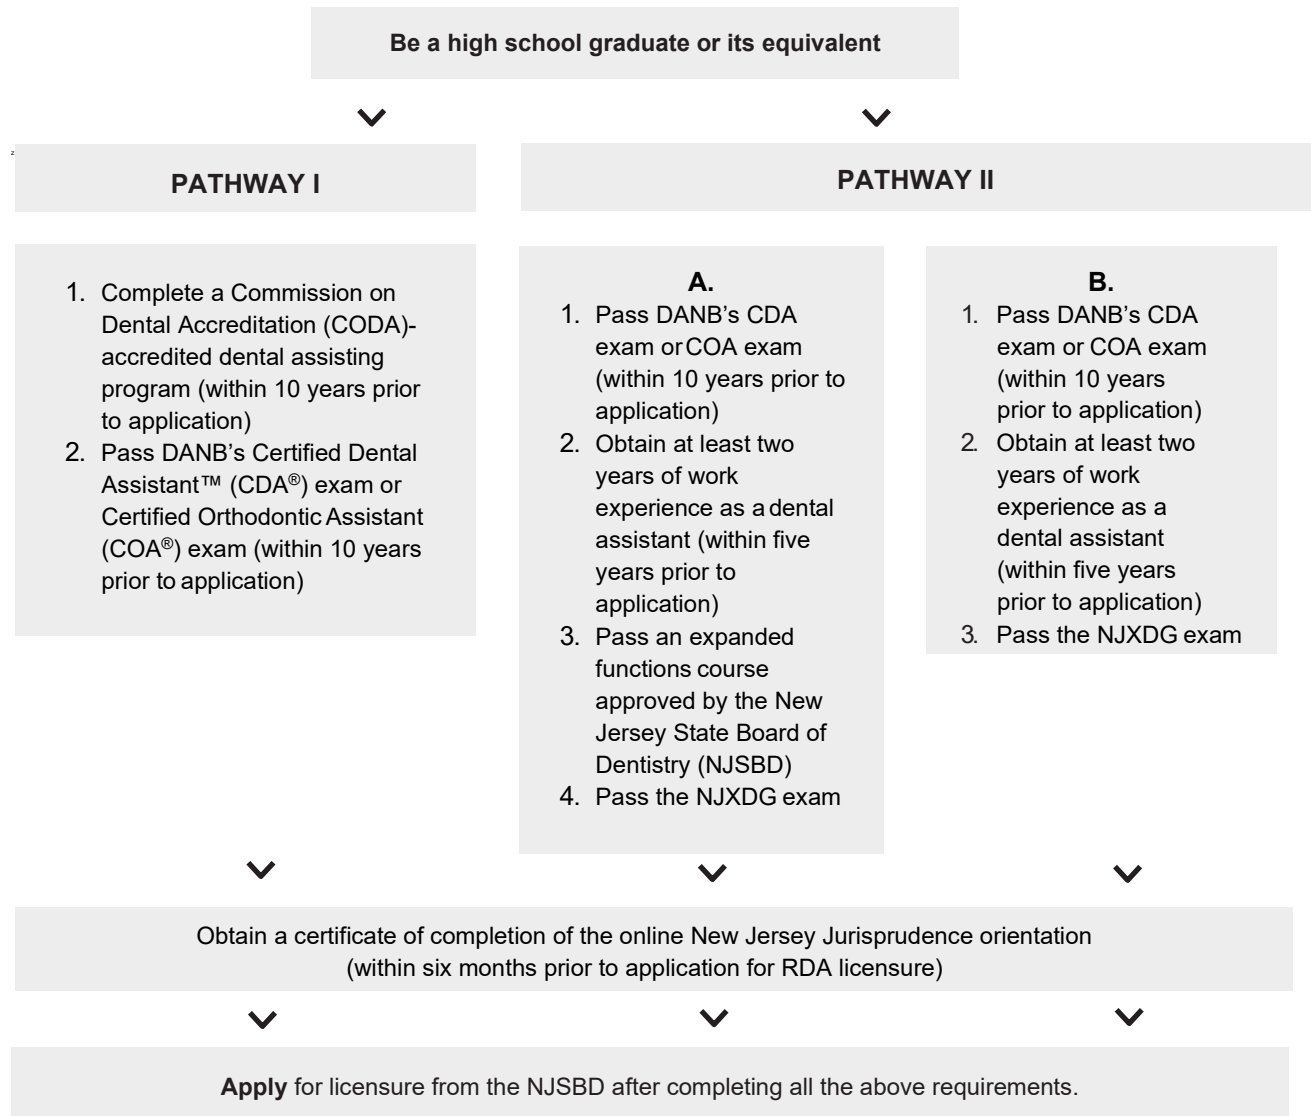 Be a high school graduate or its equivalent
z
PATHWAY I
PATHWAY II
1. Complete a Commission on
Dental Accreditation (CODA)-
accredited dental assisting
program (within 10 years prior
to application)
2. Pass DANB’s Certified Dental
Assistant™ (CDA®) exam or
Certified Orthodontic Assistant
(COA®) exam (within 10 years
prior to application)
A.
1. Pass DANB’s CDA
exam or COA exam
(within 10 years prior to
application)
2. Obtain at least two
years of work
experience as a dental
assistant (within five
years prior to
application)
3. Pass an expanded
functions course
approved by the New
Jersey State Board of
Dentistry (NJSBD)
4. Pass the NJXDG exam
B.
1. Pass DANB’s CDA
exam or COA exam
(within 10 years
prior to application)
2. Obtain at least two
years of work
experience as a
dental assistant
(within five years
prior to application)
3. Pass the NJXDG exam
Obtain a certificate of completion of the online New Jersey Jurisprudence orientation
(within six months prior to application for RDA licensure)
Apply for licensure from the NJSBD after completing all the above requirements.